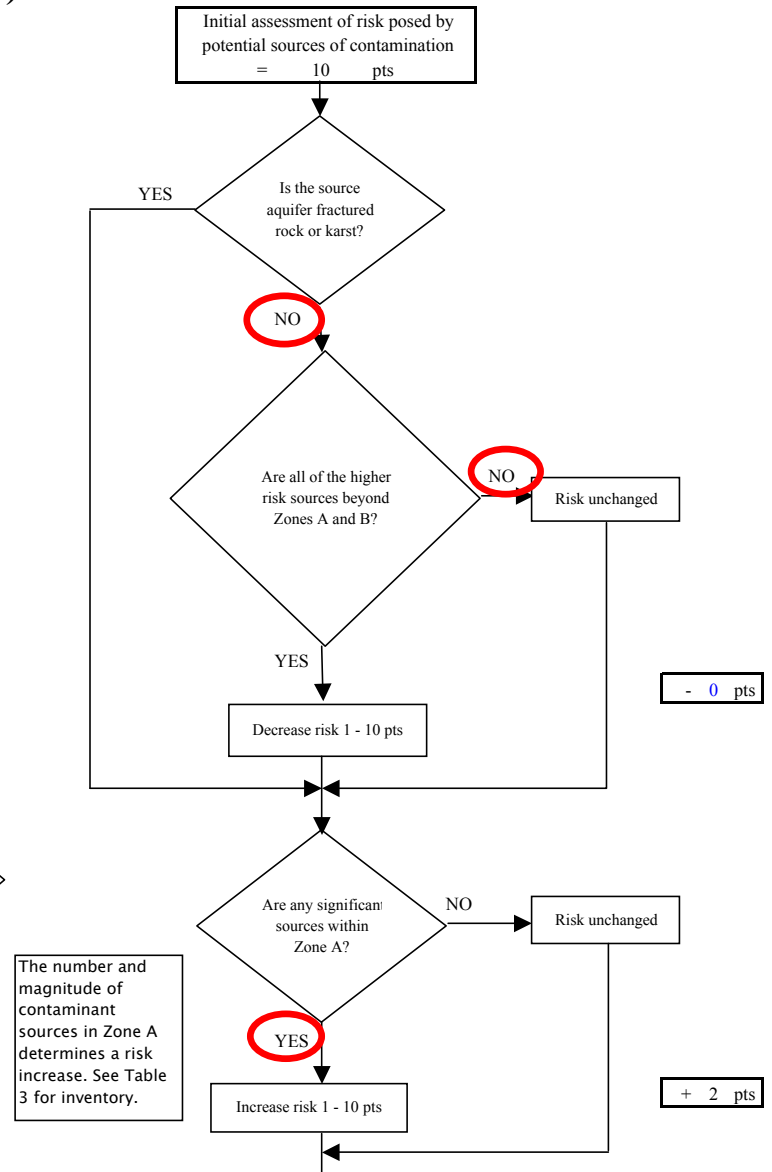 )
Initial assessment of risk posed by
potential sources of contamination
= 10 pts
YES
Is the source
aquifer fractured
rock or karst?
NO
Are all of the higher
risk sources beyond
Zones A and B?
NO
Risk unchanged
YES
- 0 pts
Decrease risk 1 - 10 pts
Are any significant
sources within
Zone A?
NO
Risk unchanged
The number and
magnitude of
contaminant
sources in Zone A
determines a risk
increase. See Table
3 for inventory.
YES
Increase risk 1 - 10 pts
+ 2 pts